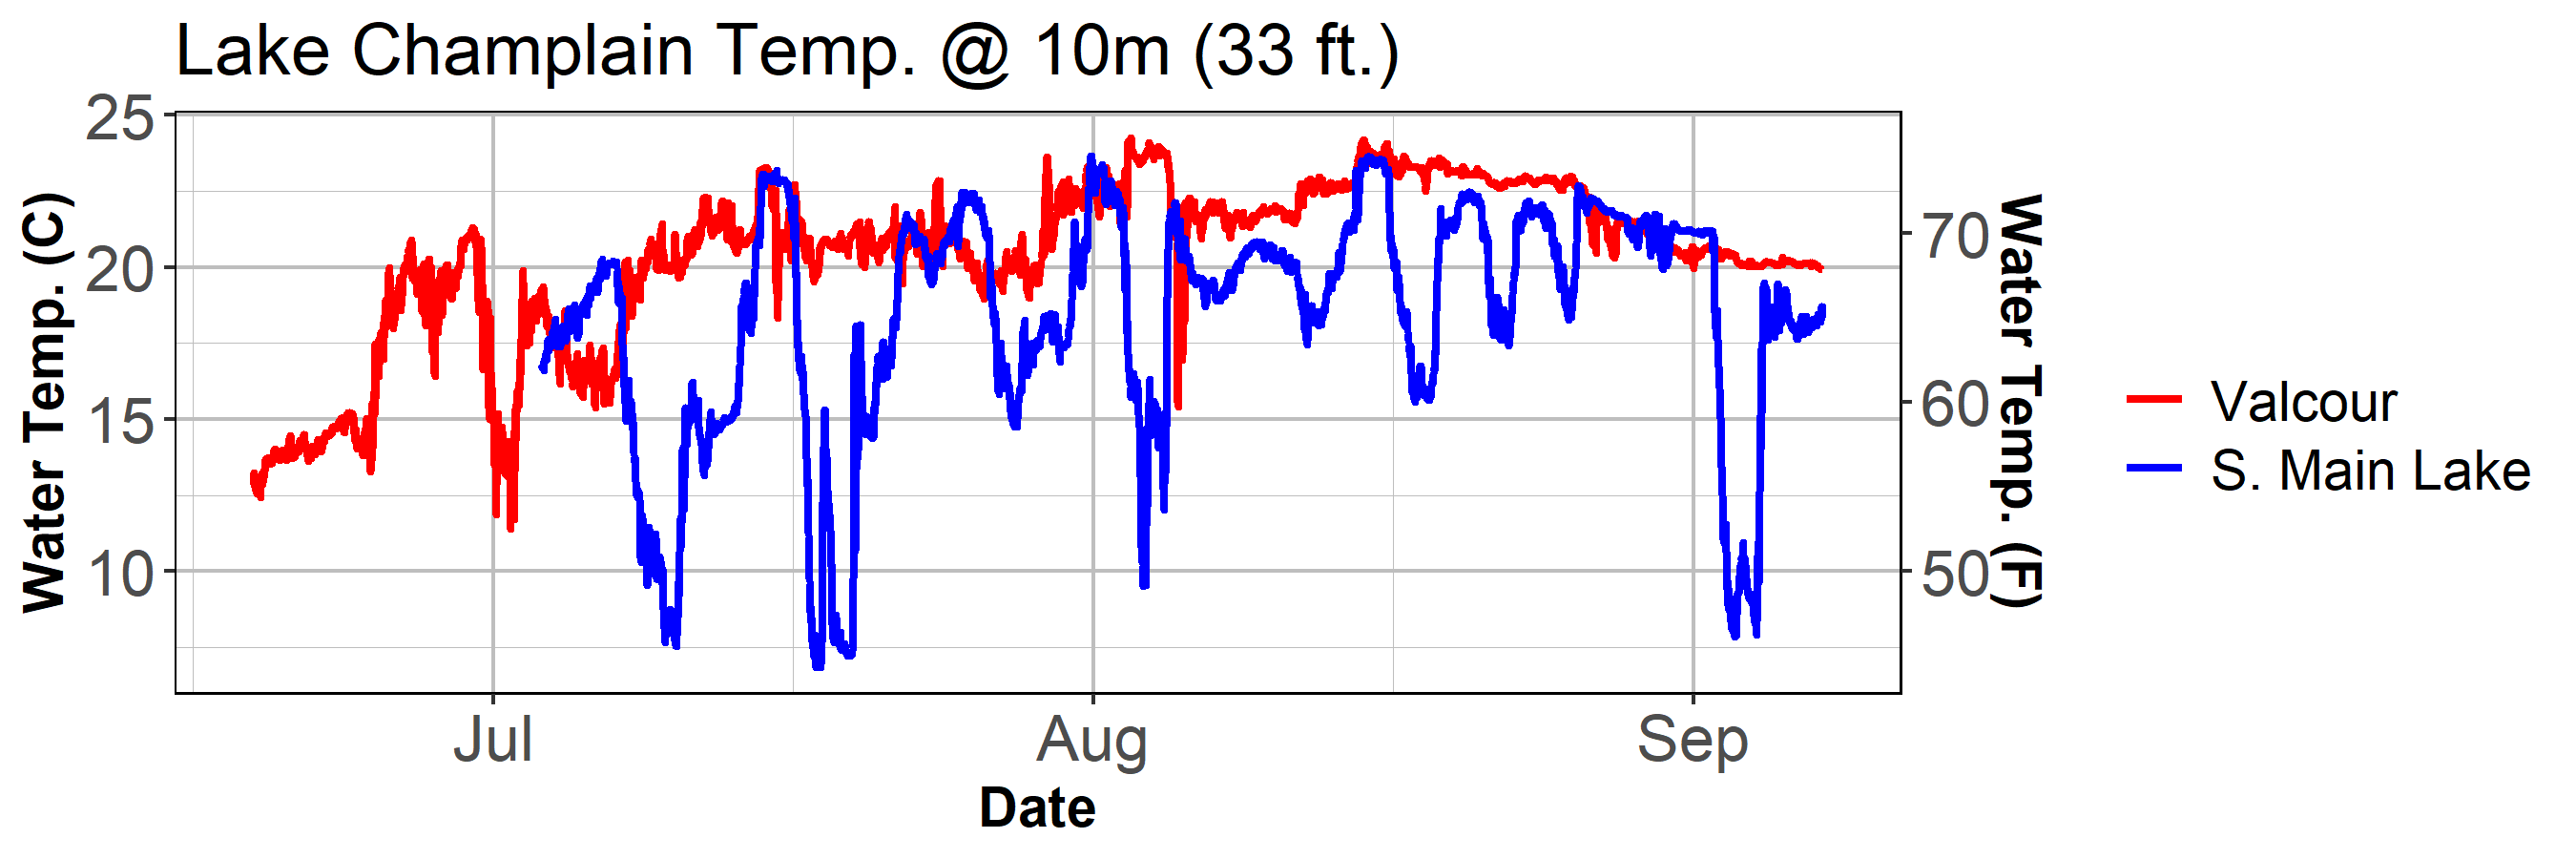 Lake Champlain Temp. @ 10m (33 ft.)
Water Temp. (C)
25
20
15
10
70
60
50
Water Temp. (F)
Jul
Aug
Sep
Date
Valcour
S. Main Lake